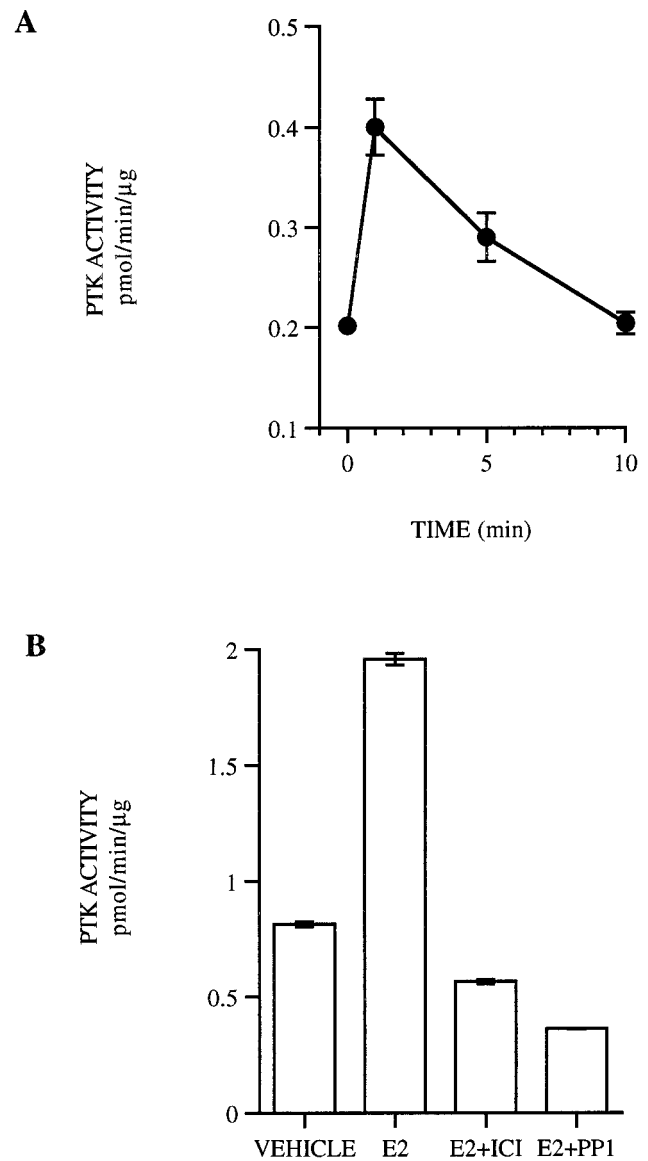 A
0.5
0.4
0.3
0.2
0.1
PTK ACTIVITY
pmol/min/µg
0 5 10
TIME (min)
B
2
1.5
1
0.5
0
PTK ACTIVITY
pmol/min/µg
VEHICLE E2 E2+ICI E2+PP1